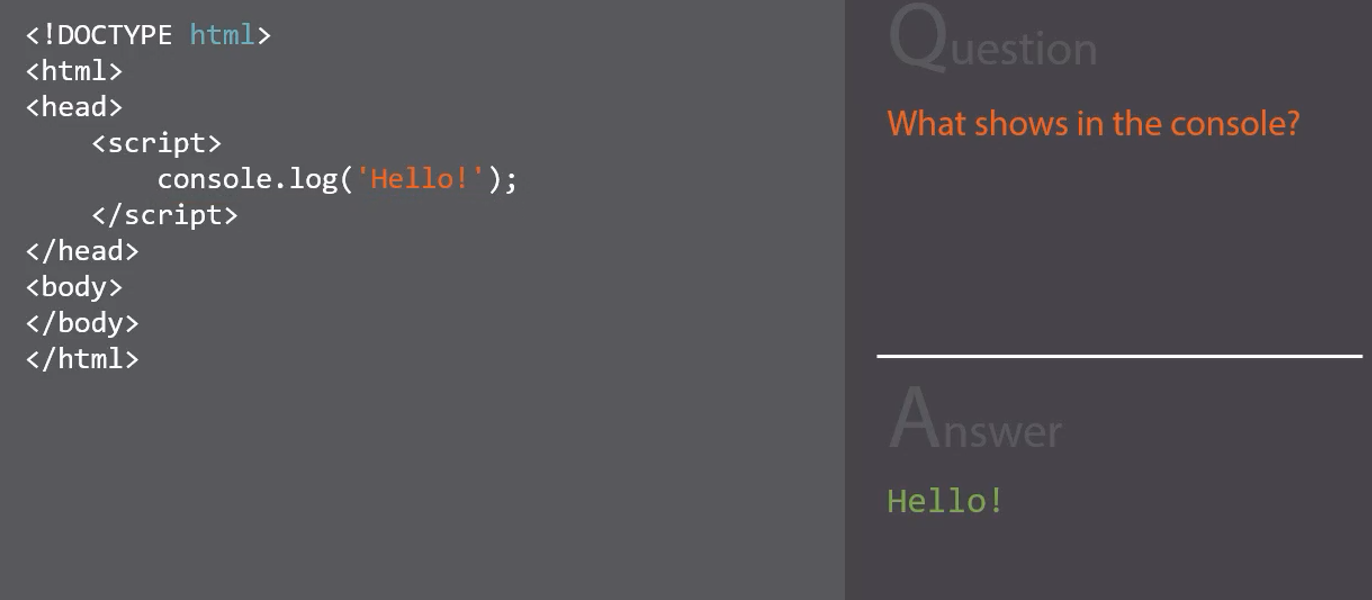 <!DOCTYPE html>
<html>
<head>
    <script>
        console.log('Hello!');
    </script>
</head>
<body>
</body>
</html>
Question
What shows in the console?
Answer
Hello!